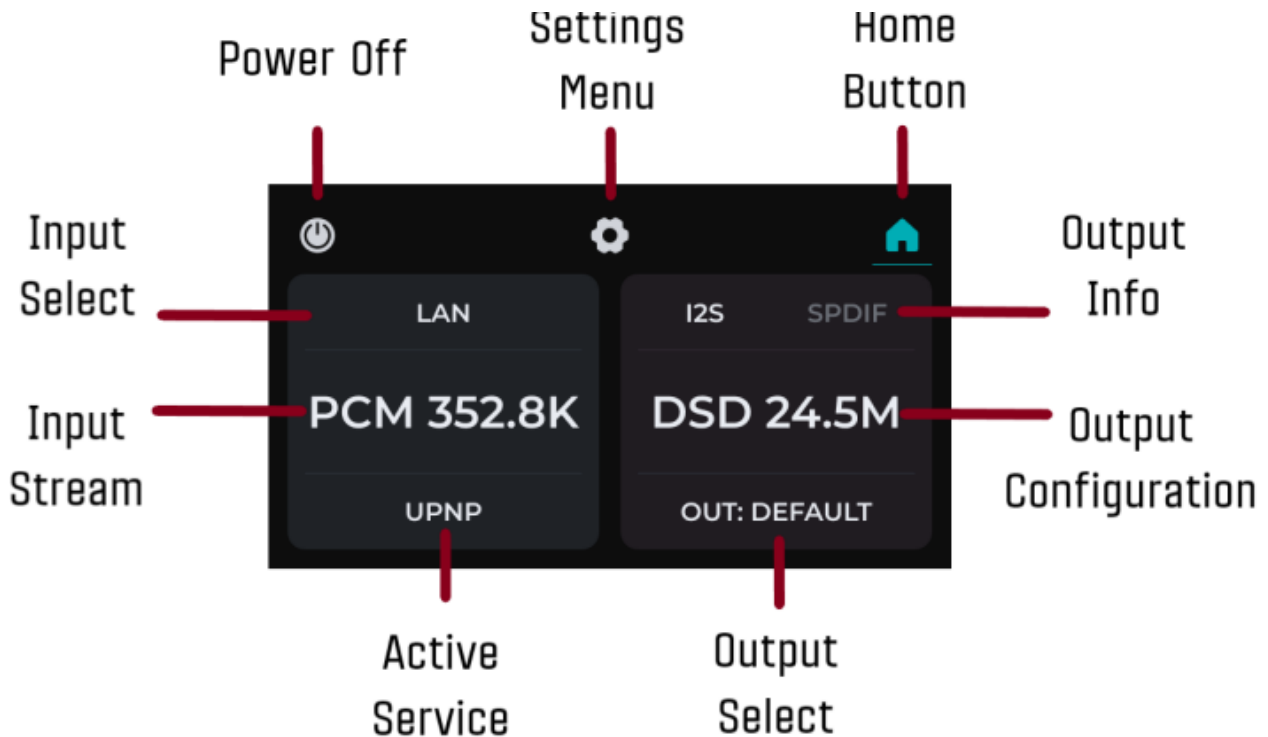 Power Off
Settings
Menu
Home
Button
Input
Select
Output
Info
LAN
I2S SPDIF
Input
Stream
PCM 352.8K
DSD 24.5M
Output
Configuration
UPNP
OUT: DEFAULT
Active
Service
Output
Select